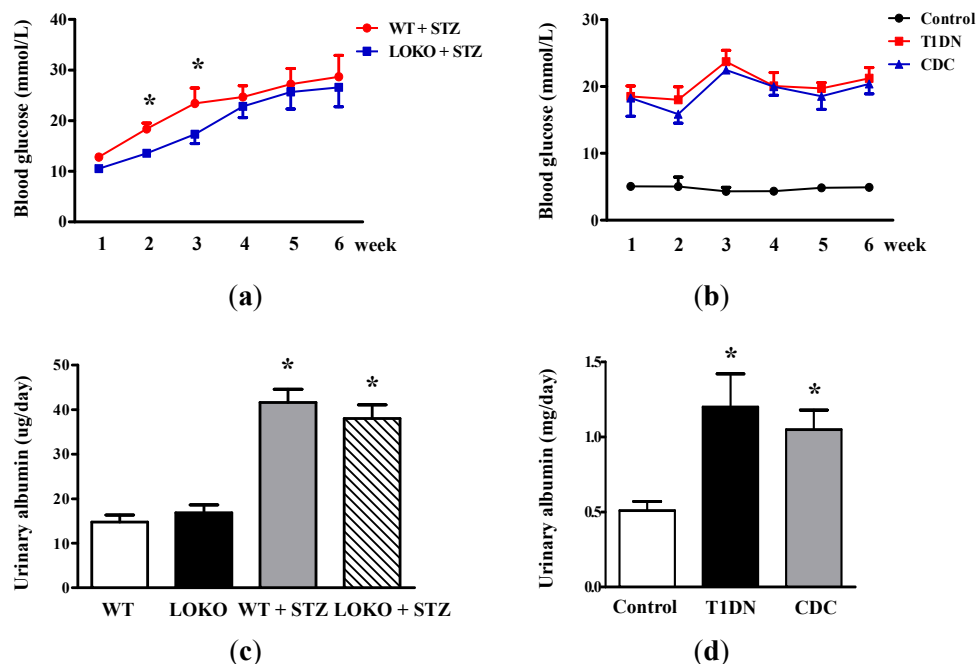 40
30
20
10
0
Blood glucose (mmol/L)
WT + STZ
LOKO + STZ
*
*
1 2 3 4 5 6 week
(a)
30
20
10
0
Blood glucose (mmol/L)
Control
T1DN
CDC
1 2 3 4 5 6 week
(b)
50
40
30
20
10
0
Urinary albumin (ug/day)
*
*
WT LOKO WT + STZ LOKO + STZ
(c)
1.5
1.0
0.5
0.0
Urinary albumin (mg/day)
*
*
Control T1DN CDC
(d)